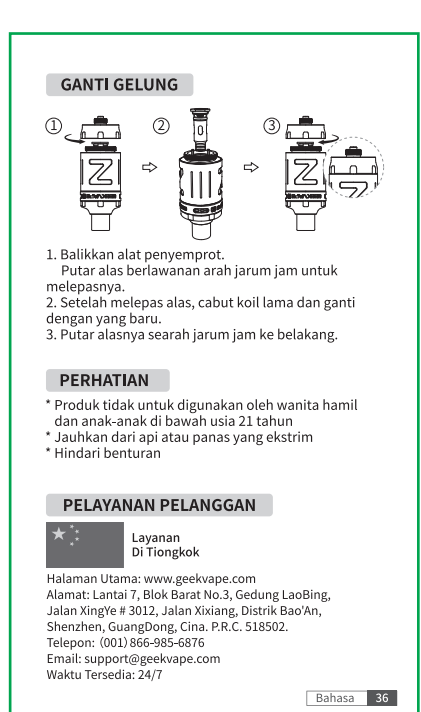 GANTI GELUNG
① ② ③
1. Balikkan alat penyemprot.
Putar alas berlawanan arah jarum jam untuk
melepasnya.
2. Setelah melepas alas, cabut koil lama dan ganti
dengan yang baru.
3. Putar alasnya searah jarum jam ke belakang.
PERHATIAN
* Produk tidak untuk digunakan oleh wanita hamil
dan anak-anak di bawah usia 21 tahun
* Jauhkan dari api atau panas yang ekstrim
* Hindari benturan
PELAYANAN PELANGGAN
Layanan
Di Tiongkok
Halaman Utama: www.geekvape.com
Alamat: Lantai 7, Blok Barat No.3, Gedung LaoBing,
Jalan XingYe # 3012, Jalan Xixiang, Distrik Bao'An,
Shenzhen, GuangDong, Cina. P.R.C. 518502.
Telepon: (001) 866-985-6876
Email: support@geekvape.com
Waktu Tersedia: 24/7
Bahasa 36